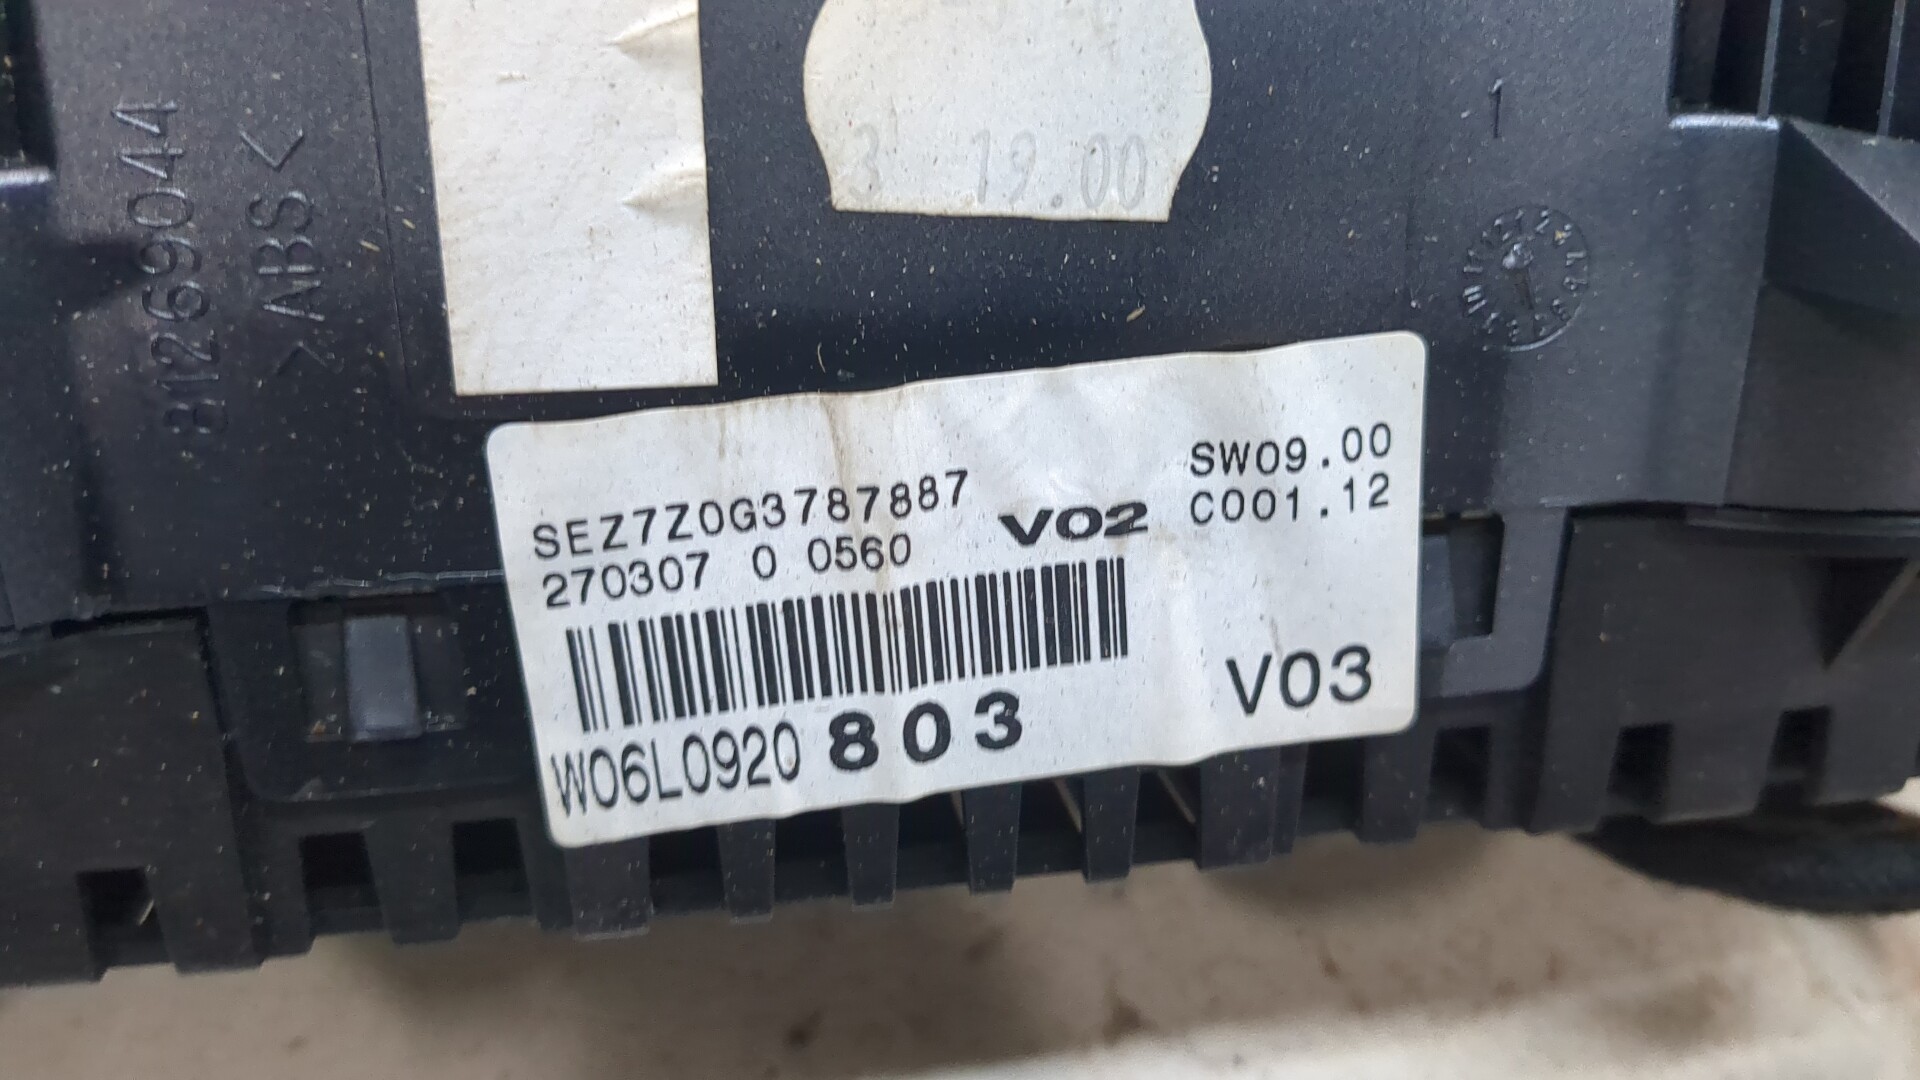 81269044
>ABS<
3 19.00
1
SEZ7Z0G3787887
270307 0 0560
V02
SW09.00
C001.12
W06L0920 803
V03